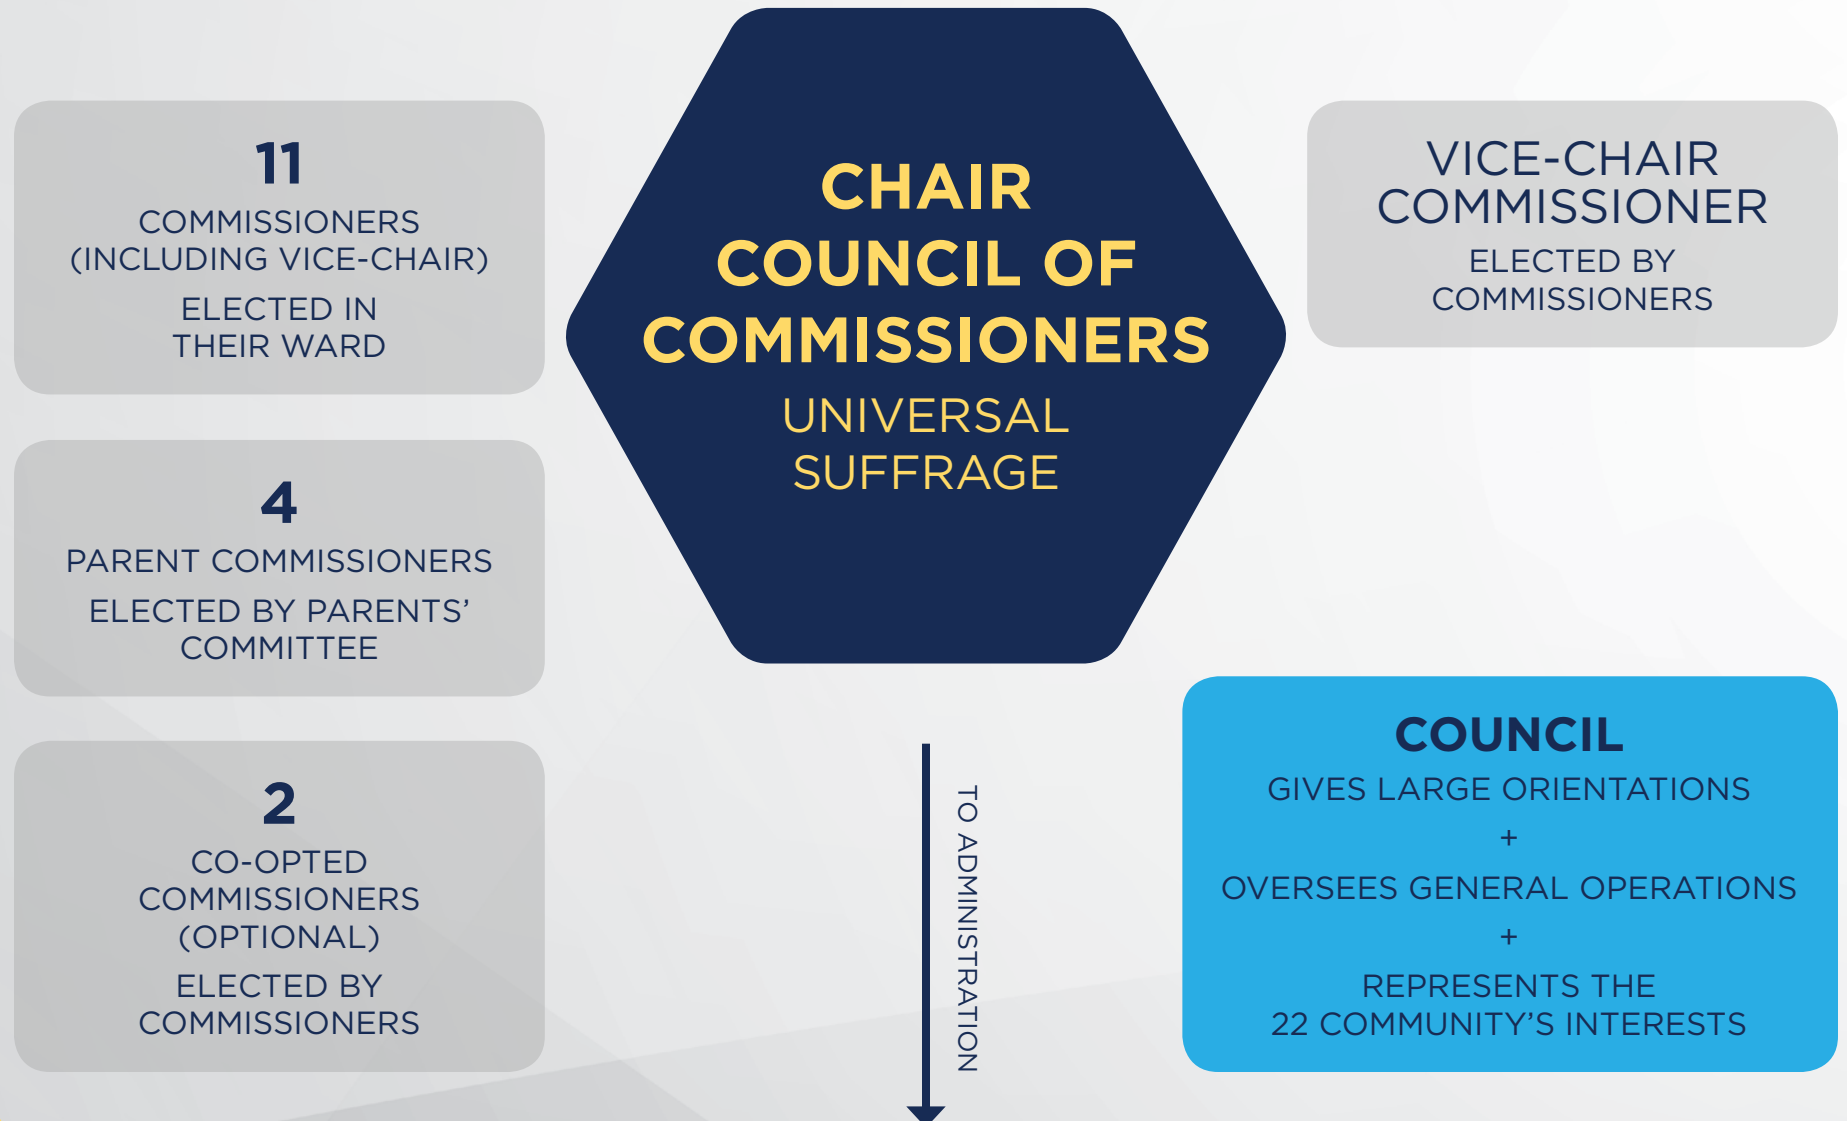 11
COMMISSIONERS
(INCLUDING VICE-CHAIR)
ELECTED IN
THEIR WARD
4
PARENT COMMISSIONERS
ELECTED BY PARENTS’
COMMITTEE
2
CO-OPTED
COMMISSIONERS
(OPTIONAL)
ELECTED BY
COMMISSIONERS
CHAIR
COUNCIL OF
COMMISSIONERS
UNIVERSAL
SUFFRAGE
TO ADMINISTRATION
VICE-CHAIR
COMMISSIONER
ELECTED BY
COMMISSIONERS
COUNCIL
GIVES LARGE ORIENTATIONS
+
OVERSEES GENERAL OPERATIONS
+
REPRESENTS THE
22 COMMUNITY’S INTERESTS